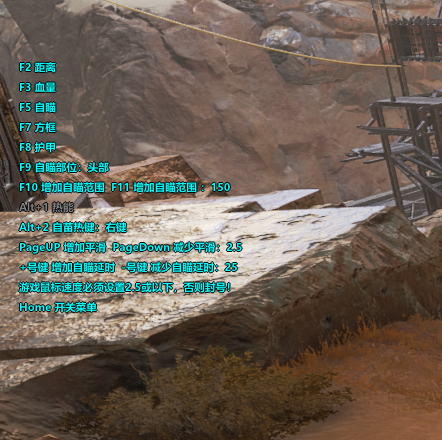 F2 距离
F3 血量
F5 自瞄
F7 方框
F8 护甲
F9 自瞄部位：头部
F10 增加自瞄范围 F11 增加自瞄范围 ：150
Alt+1 热能
Alt+2 自苗热键：右键
PageUP 增加平滑 PageDown 减少平滑：2.5
+号键 增加自瞄延时 -号键 减少自瞄延时：25
游戏鼠标速度必须设置2.5或以下，否则封号！
Home 开关菜单